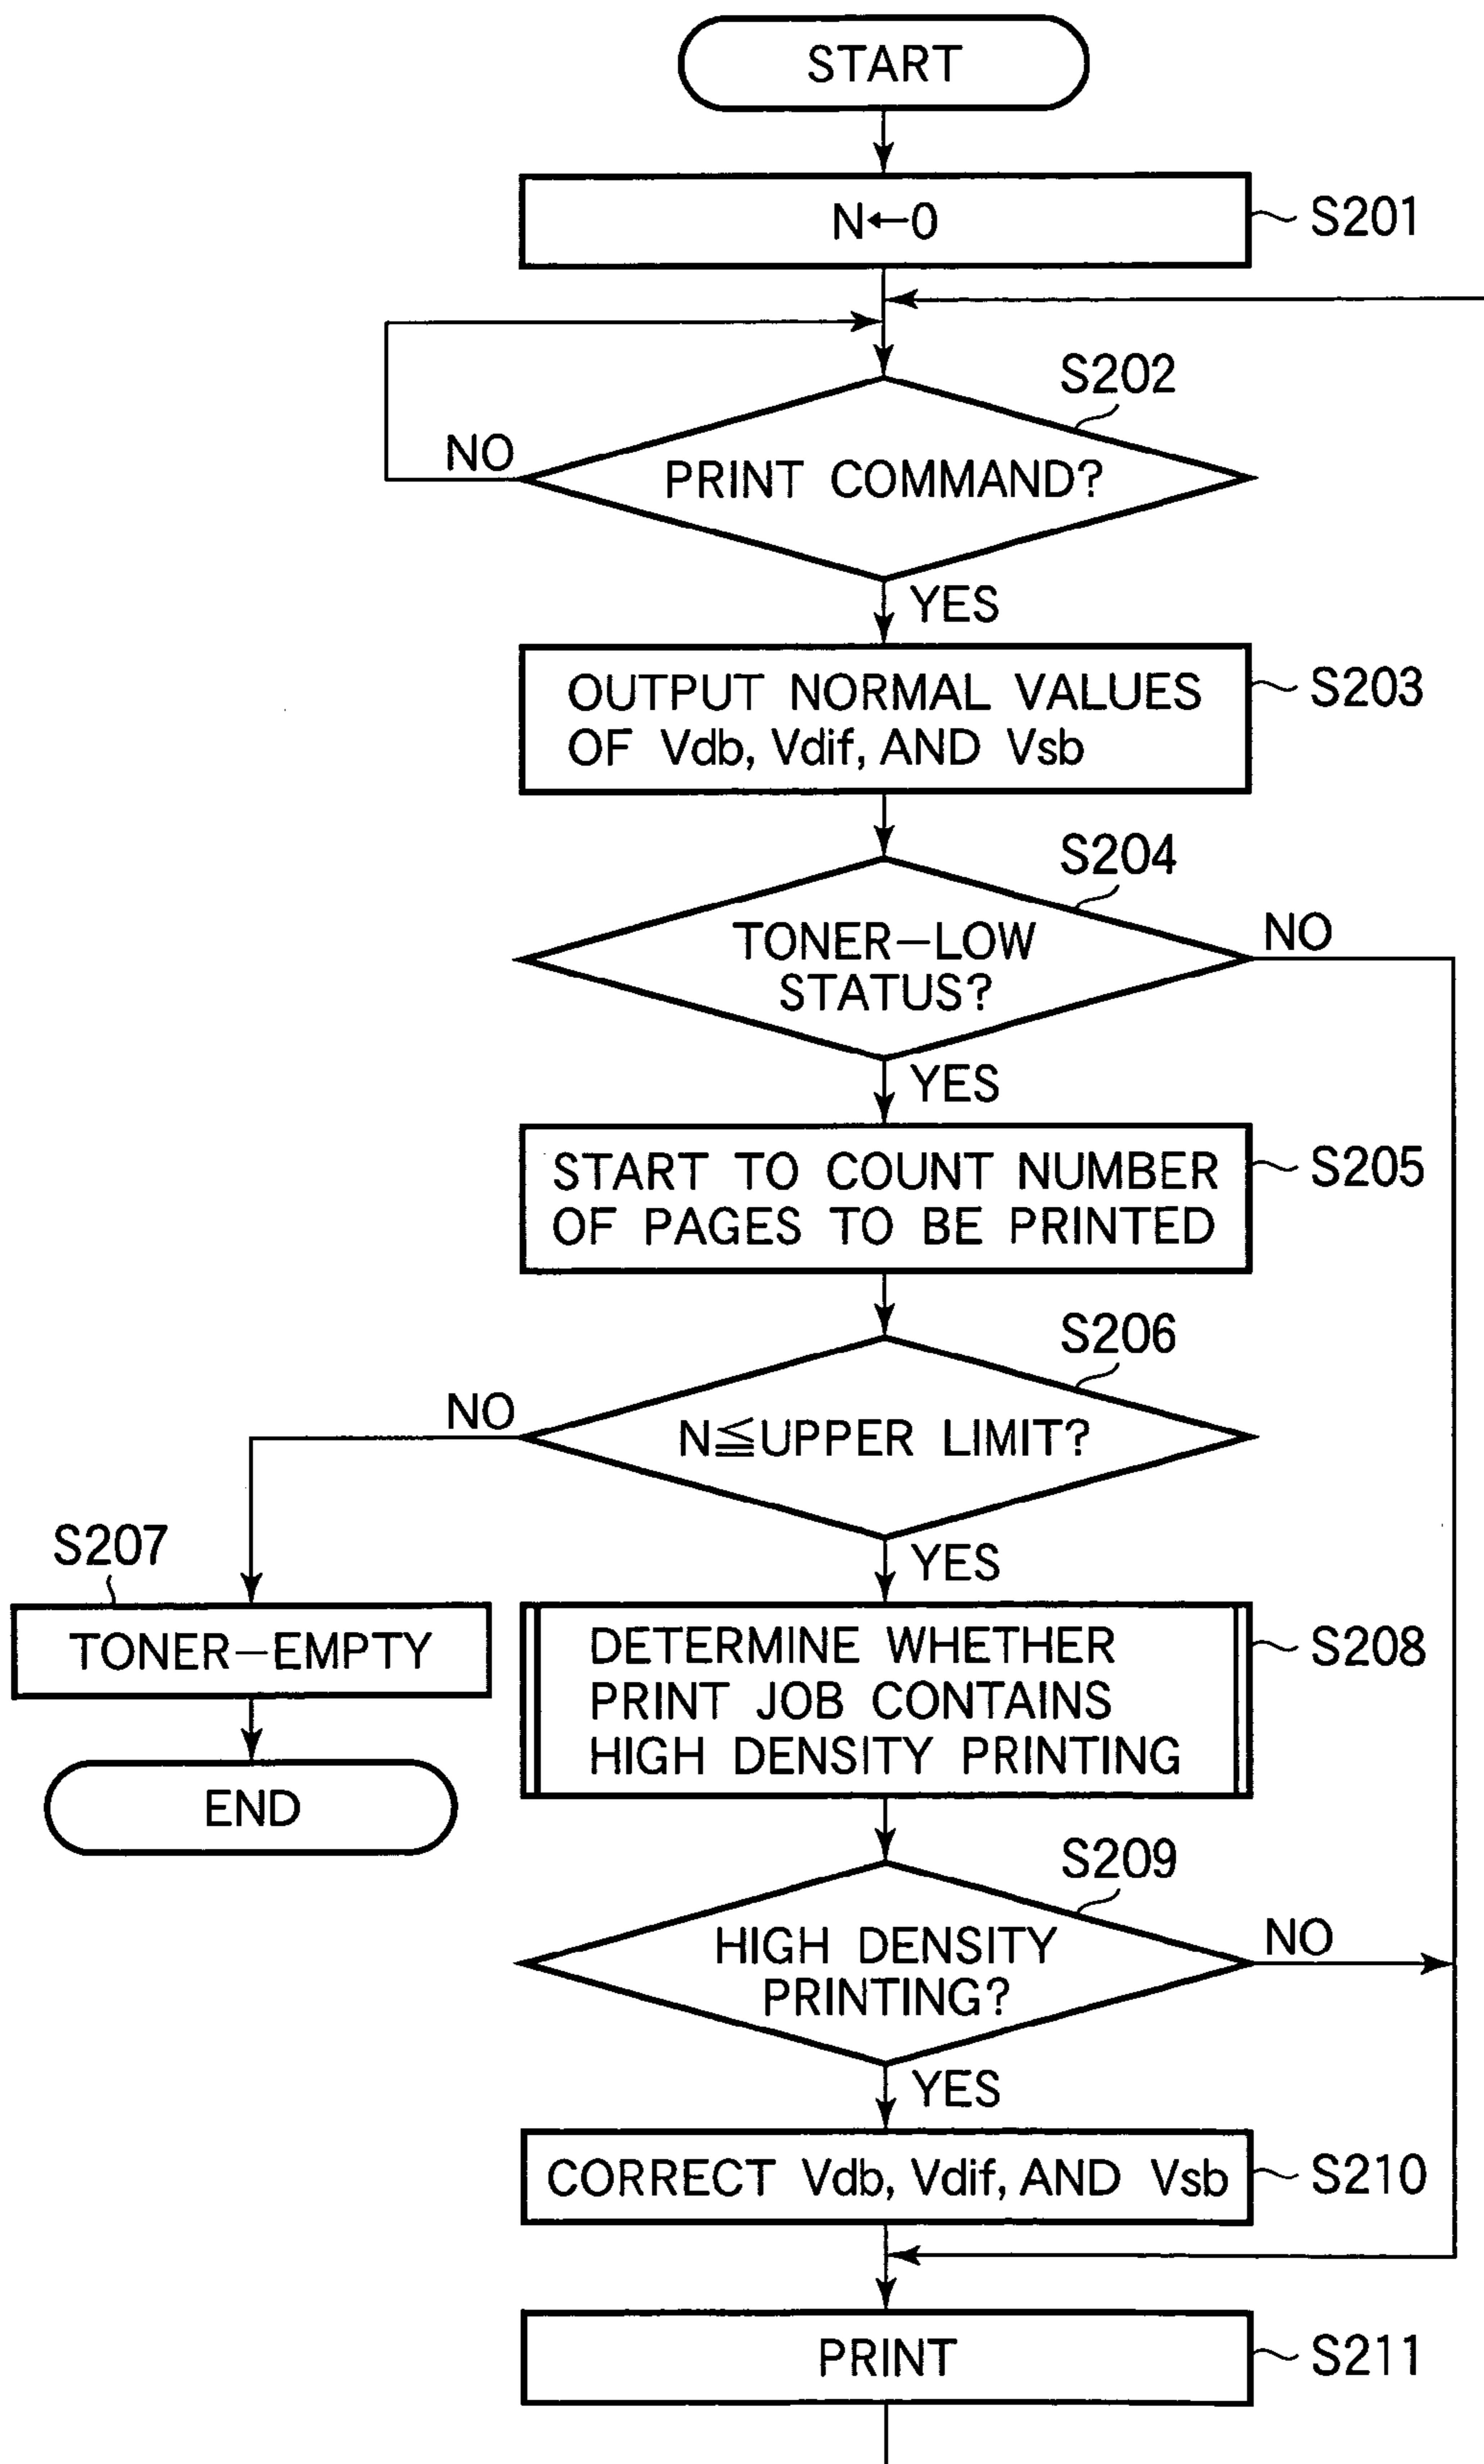 START
N←0
S201
S202
NO
PRINT COMMAND?
YES
OUTPUT NORMAL VALUES
OF Vdb, Vdif, AND Vsb
S203
S204
NO
TONER-LOW
STATUS?
YES
START TO COUNT NUMBER
OF PAGES TO BE PRINTED
S205
S206
NO
N≦UPPER LIMIT?
YES
S207
TONER-EMPTY
END
DETERMINE WHETHER
PRINT JOB CONTAINS
HIGH DENSITY PRINTING
S208
S209
NO
HIGH DENSITY
PRINTING?
YES
CORRECT Vdb, Vdif, AND Vsb
S210
PRINT
S211